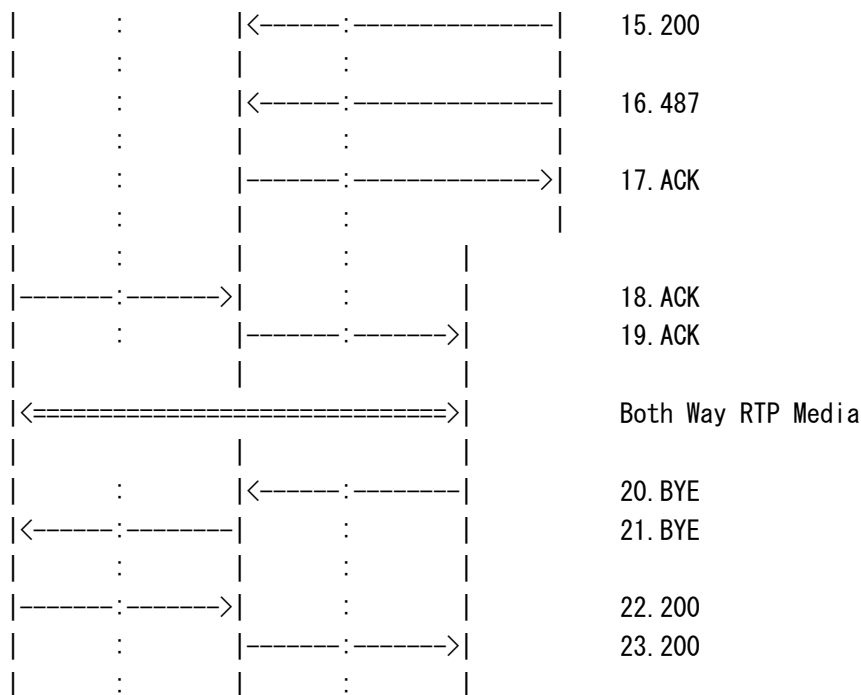 |       :       |<------:---------------|    15.200
|       :       |       :               |
|       :       |<------:---------------|    16.487
|       :       |       :               |
|       :       |-------:-------------->|    17.ACK
|       :       |       :               |
|       :       |       :        |
|-------:------->|       :        |          18.ACK
|       :       |-------:------->|           19.ACK
|               |                |
|<==============================>|           Both Way RTP Media
|               |                |
|       :       |<------:--------|           20.BYE
|<------:--------|       :        |          21.BYE
|       :       |       :        |
|-------:------->|       :        |          22.200
|       :       |-------:------->|           23.200
|       :       |       :        |